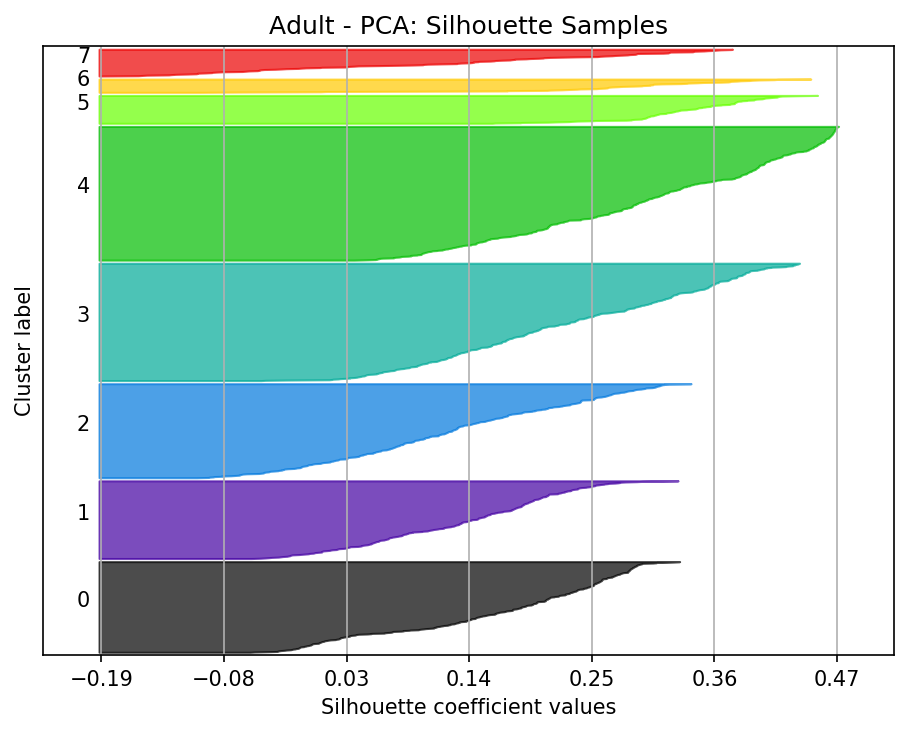 Adult - PCA: Silhouette Samples
7
6
5
4
3
2
1
0
Cluster label
−0.19 −0.08 0.03 0.14 0.25 0.36 0.47
Silhouette coefficient values